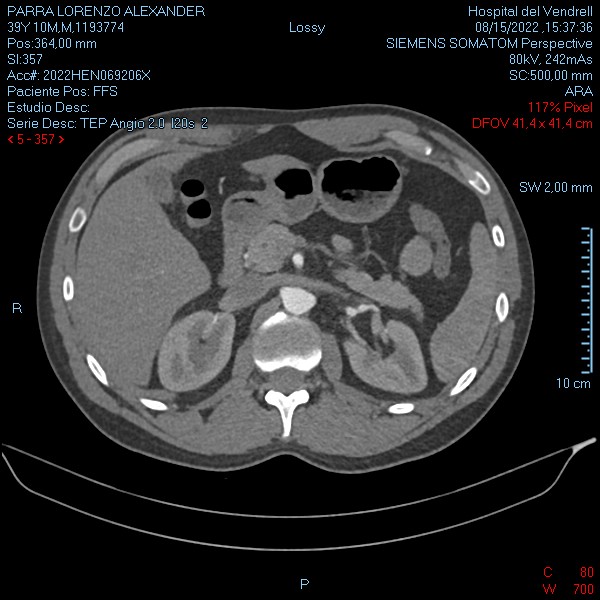 PARRA LORENZO ALEXANDER
39Y 10M,M,1193774
Pos:364,00 mm
SI:357
Acc#: 2022HEN069206X
Paciente Pos: FFS
Estudio Desc:
Serie Desc: TEP Angio 2.0 I20s 2
< 5 - 357 >
Lossy
Hospital del Vendrell
08/15/2022 ,15:37:36
SIEMENS SOMATOM Perspective
80kV, 242mAs
SC:500,00 mm
ARA
117% Pixel
DFOV 41,4 x 41,4 cm
SW 2,00 mm
R
10 cm
P
C 80
W 700